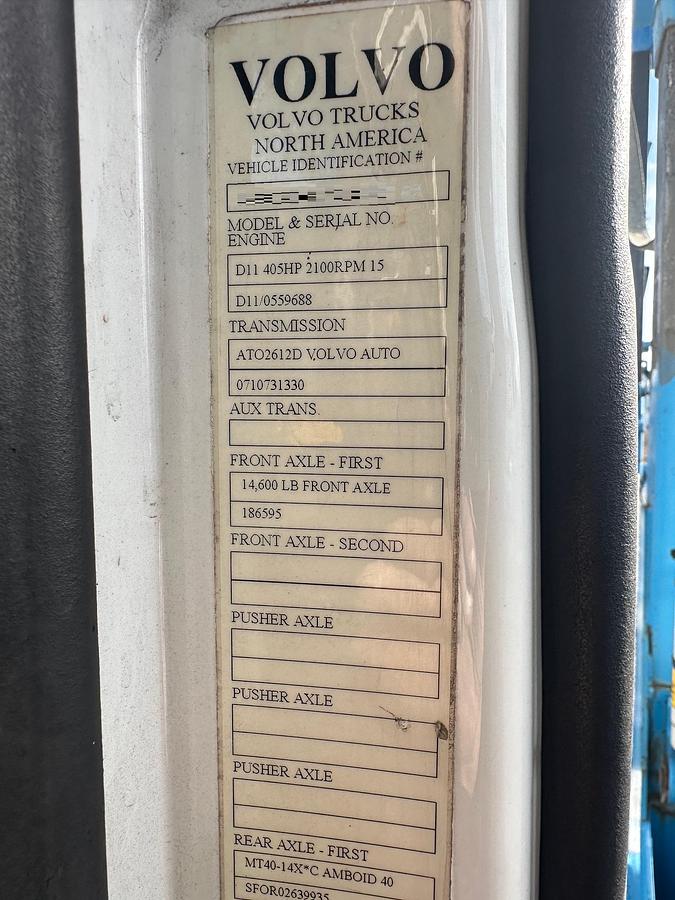 VOLVO
VOLVO TRUCKS
NORTH AMERICA
VEHICLE IDENTIFICATION #
MODEL & SERJAL NO.
ENGINE
D11 405HP 2100RPM 15
D11/0559688
TRANSMISSION
ATO2612D VOLVO AUTO
0710731330
AUX TRANS.
FRONT AXLE - FIRST
14,600 LB FRONT AXLE
186595
FRONT AXLE - SECOND
PUSHER AXLE
PUSHER AXLE
PUSHER AXLE
REAR AXLE - FIRST
MT40-14X*C AMBOID 40
SFOR02639935